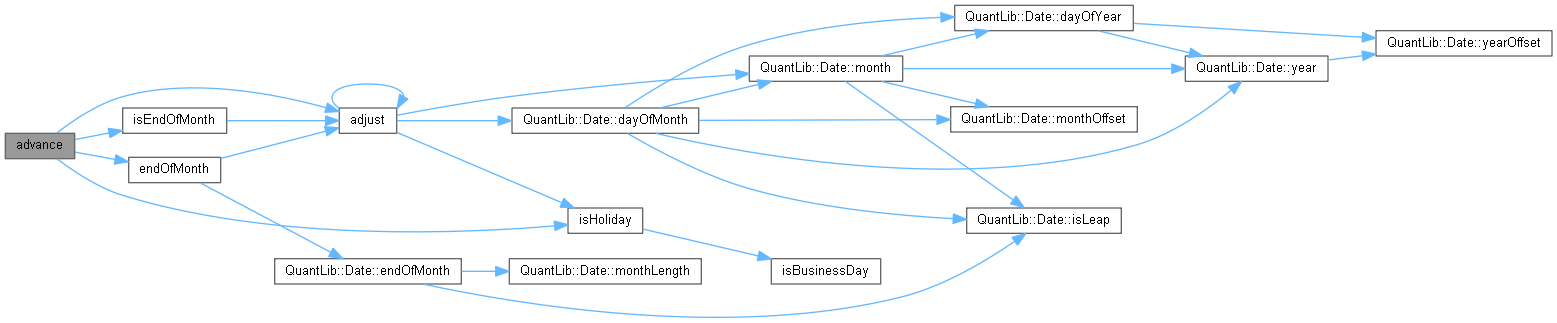 advance
isEndOfMonth
endOfMonth
adjust
QuantLib::Date::endOfMonth
QuantLib::Date::dayOfMonth
isHoliday
QuantLib::Date::monthLength
QuantLib::Date::month
isBusinessDay
QuantLib::Date::dayOfYear
QuantLib::Date::monthOffset
QuantLib::Date::isLeap
QuantLib::Date::year
QuantLib::Date::yearOffset